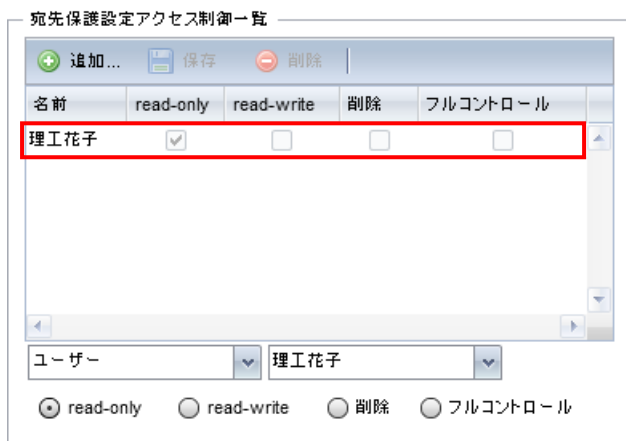 宛先保護設定アクセス制御一覧
追加... 保存 削除
名前 read-only read-write 削除 フルコントロール
理工花子
ユーザー 理工花子
read-only read-write 削除 フルコントロール